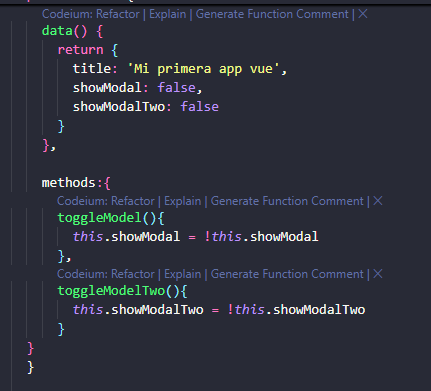 Codeium: Refactor | Explain | Generate Function Comment | ×
data() {
return {
title: 'Mi primera app vue',
showModal: false,
showModalTwo: false
}
},
methods:{
Codeium: Refactor | Explain | Generate Function Comment | ×
toggleModel(){
this.showModal = !this.showModal
},
Codeium: Refactor | Explain | Generate Function Comment | ×
toggleModelTwo(){
this.showModalTwo = !this.showModalTwo
}
}
}